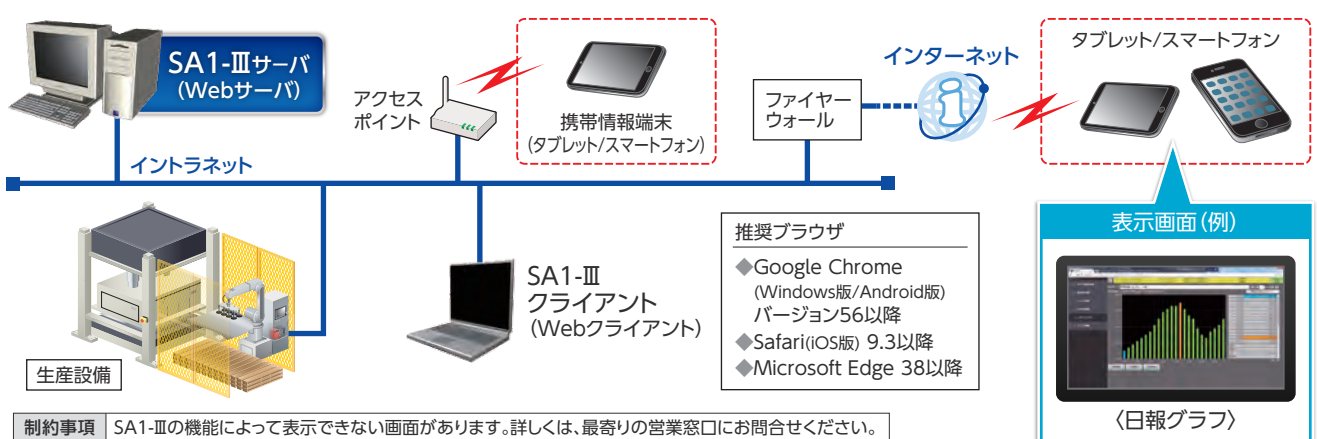 SA1-Ⅲサーバ
(Webサーバ)
アクセス
ポイント
携帯情報端末
(タブレット/スマートフォン)
ファイヤー
ウォール
インターネット
タブレット/スマートフォン
イントラネット
生産設備
SA1-Ⅲ
クライアント
(Webクライアント)
推奨ブラウザ
◆Google Chrome
(Windows版/Android版)
バージョン56以降
◆Safari(iOS版) 9.3以降
◆Microsoft Edge 38以降
表示画面(例)
〈日報グラフ〉
制約事項 SA1-Ⅲの機能によって表示できない画面があります。詳しくは、最寄りの営業窓口にお問合せください。